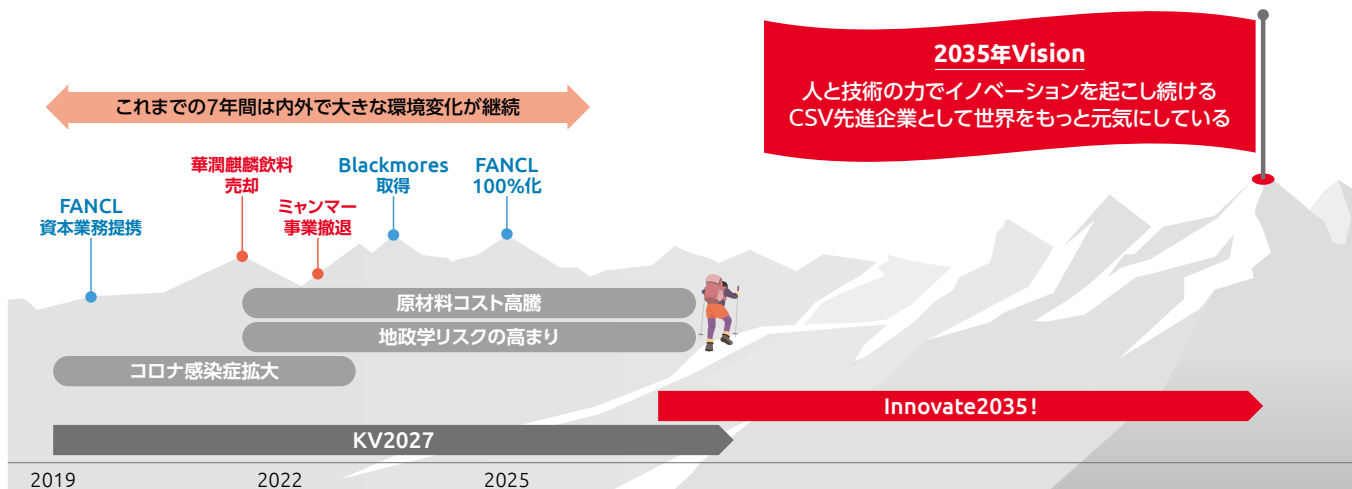 2035年Vision
人と技術の力でイノベーションを起こし続ける
CSV先進企業として世界をもっと元気にしている
これまでの7年間は内外で大きな環境変化が継続
華潤麒麟飲料
売却
Blackmores
取得
FANCL
100%化
FANCL
資本業務提携
ミャンマー
事業撤退
原材料コスト高騰
地政学リスクの高まり
コロナ感染症拡大
Innovate2035!
KV2027
2019
2022
2025